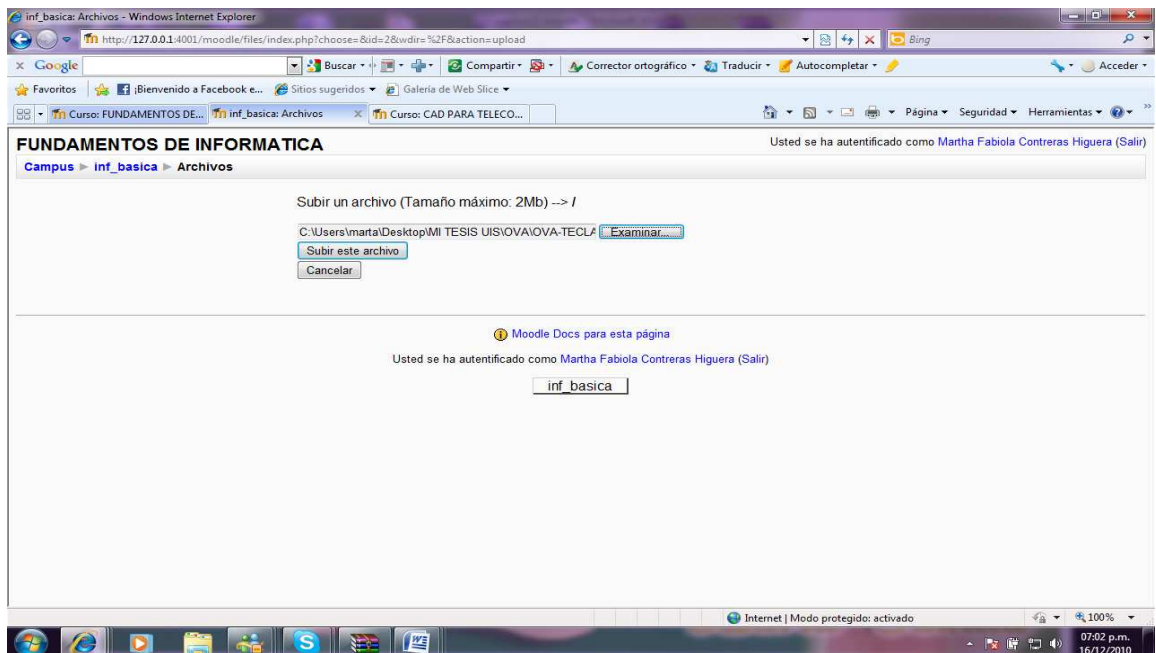 inf_basica: Archivos - Windows Internet Explorer
http://127.0.0.1:4001/moodle/files/index.php?choose=&id=2&wdir=%2F&action=upload
Bing
x Google Buscar Compartir Corrector ortográfico Traducir Autocompletar Acceder
Favoritos ¡Bienvenido a Facebook e... Sitios sugeridos Galería de Web Slice
Curso: FUNDAMENTOS DE... inf_basica: Archivos x Curso: CAD PARA TELECO... Página Seguridad Herramientas »
FUNDAMENTOS DE INFORMATICA Usted se ha autentificado como Martha Fabiola Contreras Higuera (Salir)
Campus ► inf_basica ► Archivos
Subir un archivo (Tamaño máximo: 2Mb) --> /
C:\Users\marta\Desktop\MI TESIS UIS\OVA\OVA-TECLA Examinar...
Subir este archivo
Cancelar
Moodle Docs para esta página
Usted se ha autentificado como Martha Fabiola Contreras Higuera (Salir)
inf_basica
Internet | Modo protegido: activado 100%
07:02 p.m.
16/12/2010